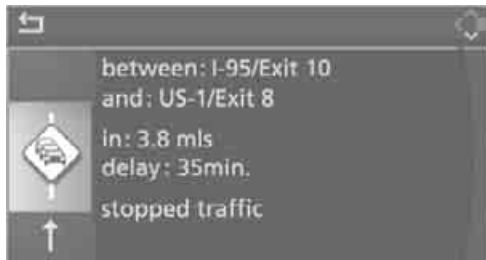 between: I-95/Exit 10
and: US-1/Exit 8
in: 3.8 mls
delay: 35min.
stopped traffic